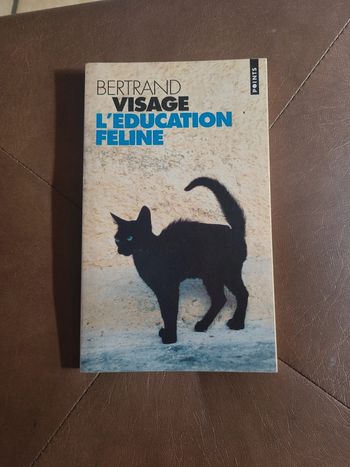 BERTRAND
VISAGE
L'EDUCATION
FELINE
POINTS